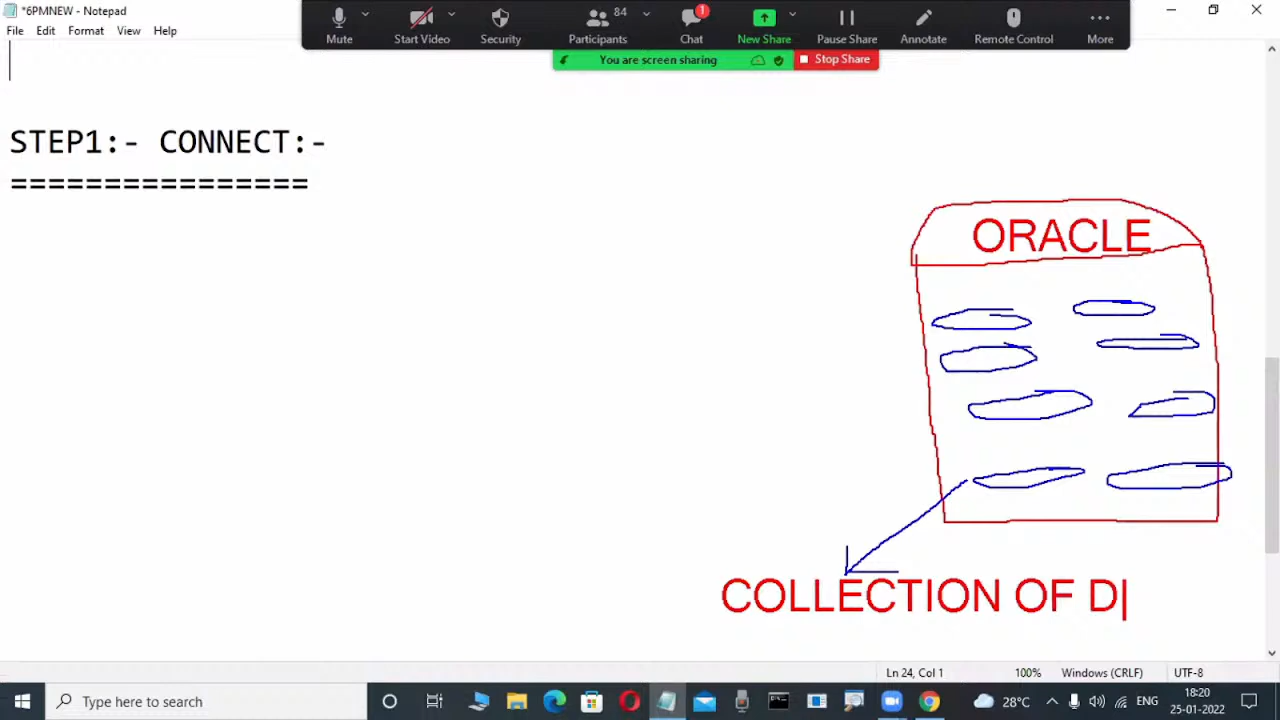 *6PMNEW - Notepad
File Edit Format View Help
Mute Start Video Security Participants 84 Chat 1 New Share Pause Share Annotate Remote Control More
You are screen sharing Stop Share
STEP1:- CONNECT:-
================
ORACLE
COLLECTION OF D
Ln 24, Col 1 100% Windows (CRLF) UTF-8
Type here to search
28°C ENG 18:20
25-01-2022